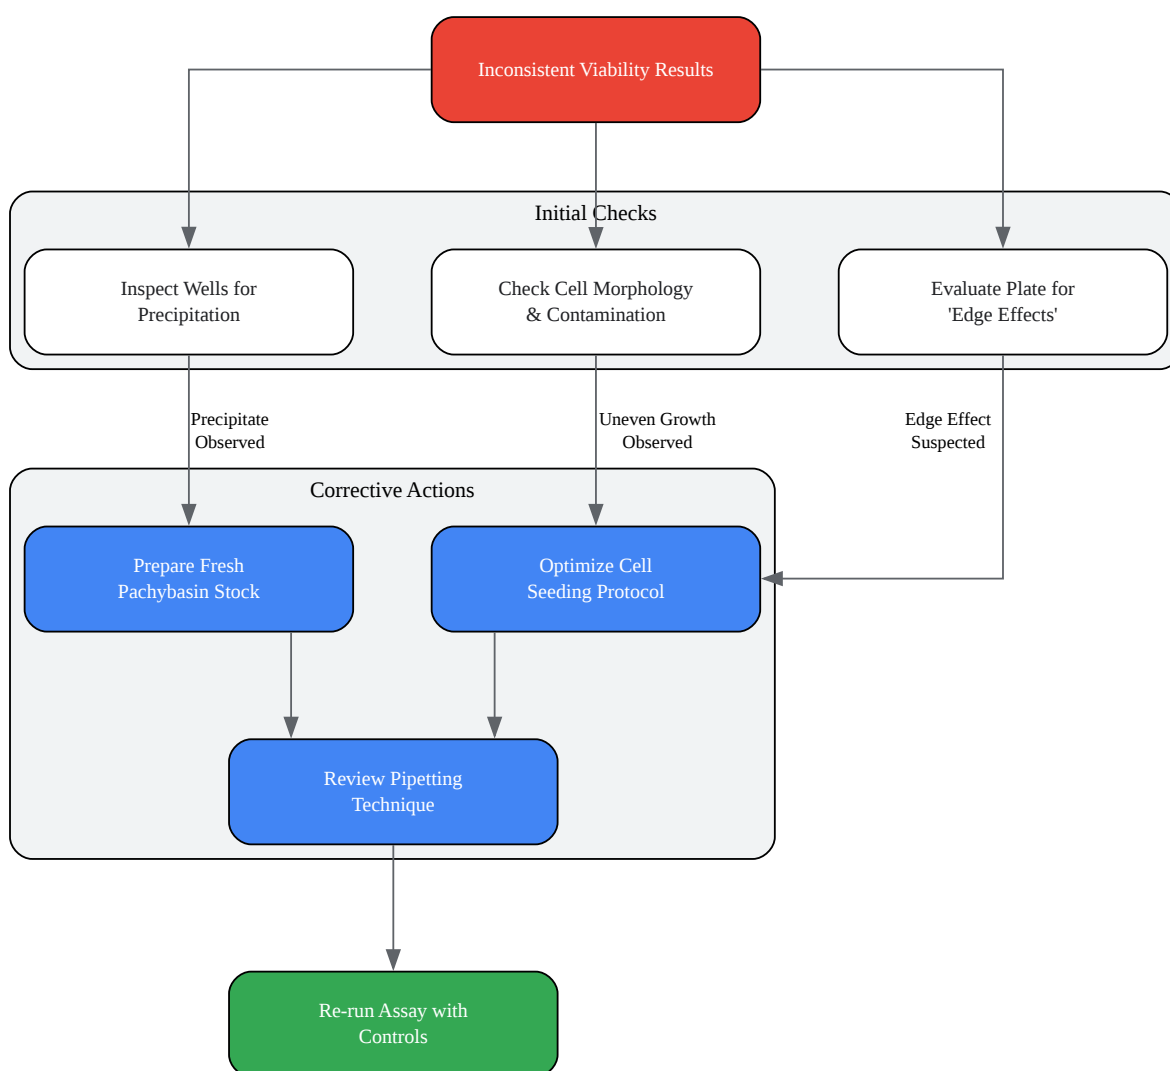 Inconsistent Viability Results
Initial Checks
Inspect Wells for
Precipitation
Check Cell Morphology
& Contamination
Evaluate Plate for
'Edge Effects'
Precipitate
Observed
Uneven Growth
Observed
Edge Effect
Suspected
Corrective Actions
Prepare Fresh
Pachybasin Stock
Optimize Cell
Seeding Protocol
Review Pipetting
Technique
Re-run Assay with
Controls